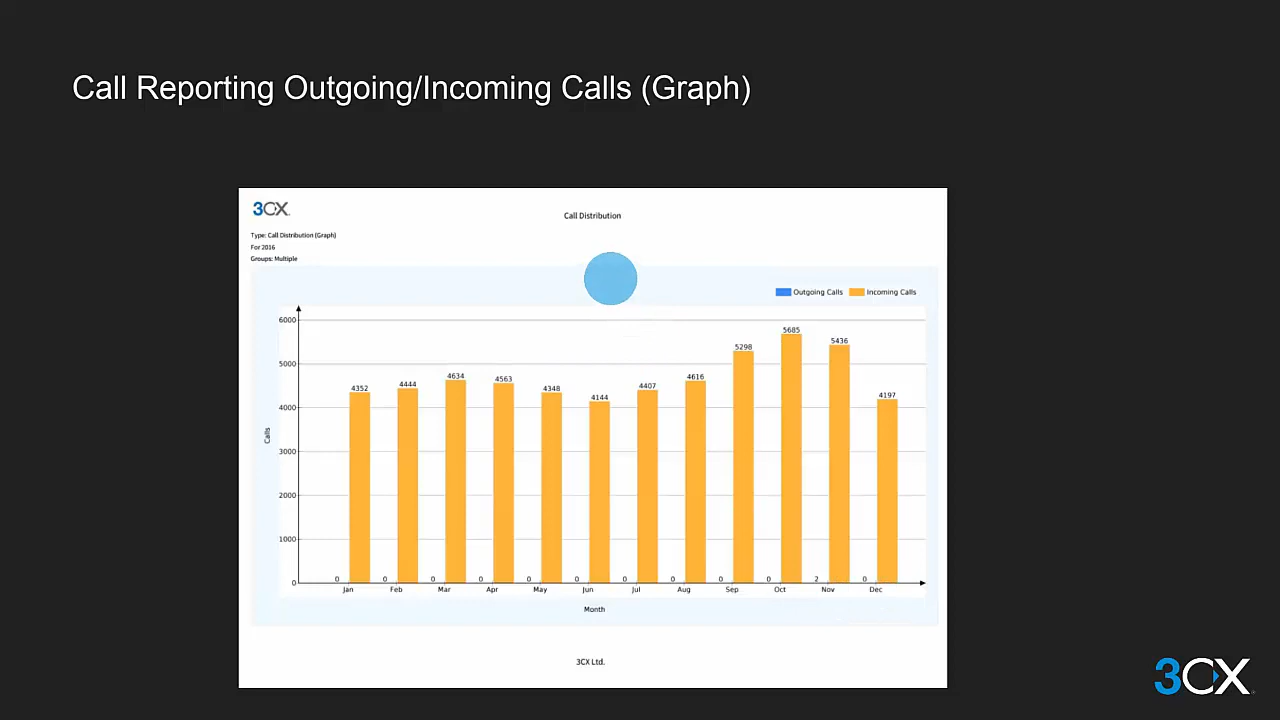 Call Reporting Outgoing/Incoming Calls (Graph)
3CX
Call Distribution
Type: Call Distribution (Graph)
For 2016
Groups: Multiple
Outgoing Calls Incoming Calls
6000
5000
4000
3000
2000
1000
0
Calls
4352 4444 4634 4563 4348 4144 4407 4616 5298 5685 5436 4197
0 0 0 0 0 0 0 0 0 0 2 0
Jan Feb Mar Apr May Jun Jul Aug Sep Oct Nov Dec
Month
3CX Ltd.
3CX